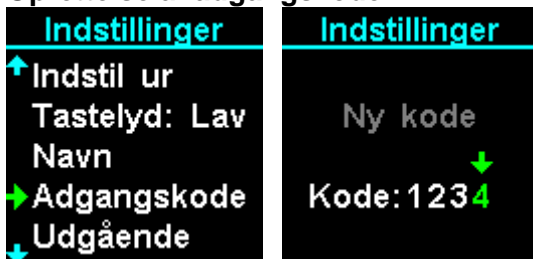 Indstillinger
Indstil ur
Tastelyd: Lav
Navn
Adgangskode
Udgående
Indstillinger
Ny kode
Kode:1234